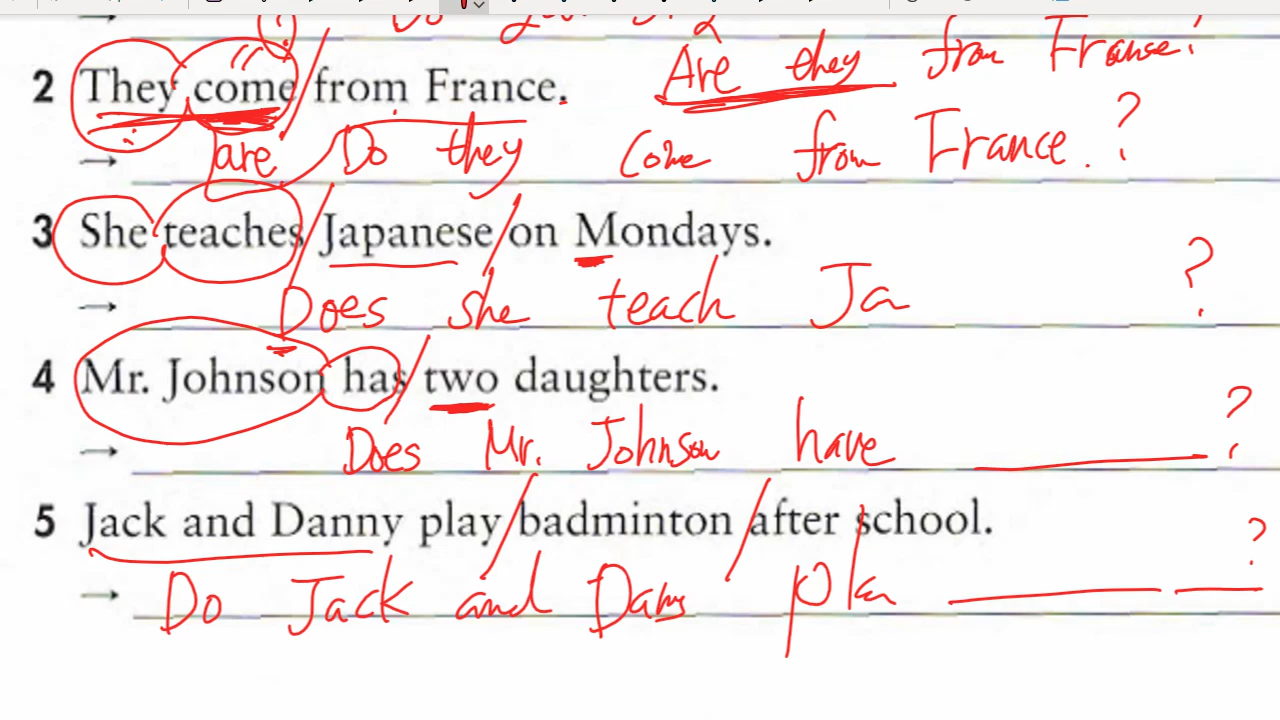 Are they from France?
2 They come from France.
→ are Do they come from France.?
3 She teaches Japanese on Mondays.
→ Does she teach Ja ?
4 Mr. Johnson has two daughters.
→ Does Mr. Johnson have ?
5 Jack and Danny play badminton after school.
→ Do Jack and ?